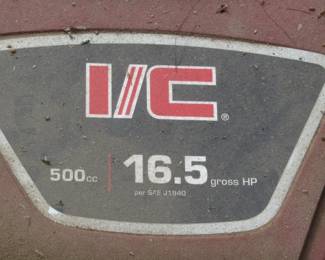 I/C®
500cc 16.5 gross HP
per SAE J1940